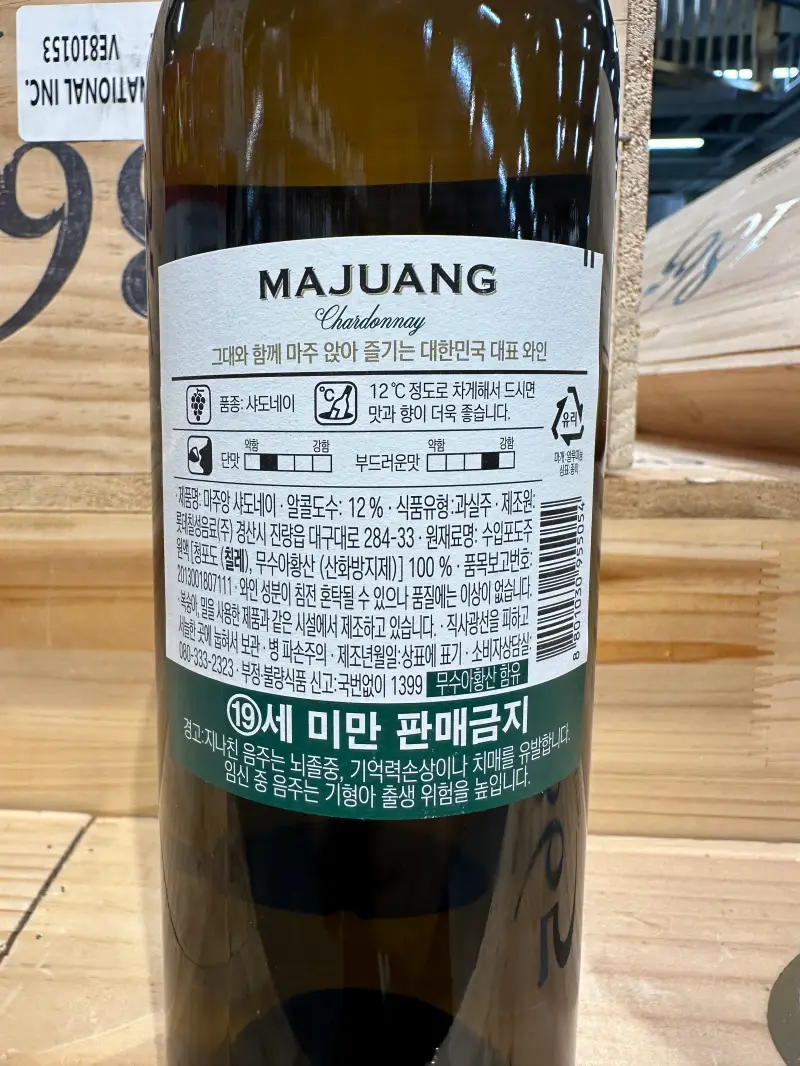 VE810153
NATIONAL INC.
MAJUANG
Chardonnay
그대와 함께 마주 앉아 즐기는 대한민국 대표 와인
품종: 샤도네이
℃
12℃ 정도로 차게해서 드시면
맛과 향이 더욱 좋습니다.
유리
마개:알루미늄
상표:종이
단맛 약함 강함
부드러운맛 약함 강함
·제품명: 마주앙 샤도네이 · 알콜도수: 12% · 식품유형:과실주 · 제조원:
롯데칠성음료(주) 경산시 진량읍 대구대로 284-33 · 원재료명: 수입포도주
원액 [청포도 (칠레), 무수아황산 (산화방지제)] 100 % · 품목보고번호:
2013001807111 · 와인 성분이 침전 혼탁될 수 있으나 품질에는 이상이 없습니다.
·복숭아, 밀을 사용한 제품과 같은 시설에서 제조하고 있습니다. · 직사광선을 피하고
서늘한 곳에 눕혀서 보관 · 병 파손주의 · 제조년월일:상표에 표기 · 소비자상담실:
080-333-2323 · 부정·불량식품 신고:국번없이 1399 무수아황산 함유
8 801030 955054
19세 미만 판매금지
경고:지나친 음주는 뇌졸중, 기억력손상이나 치매를 유발합니다.
임신 중 음주는 기형아 출생 위험을 높입니다.